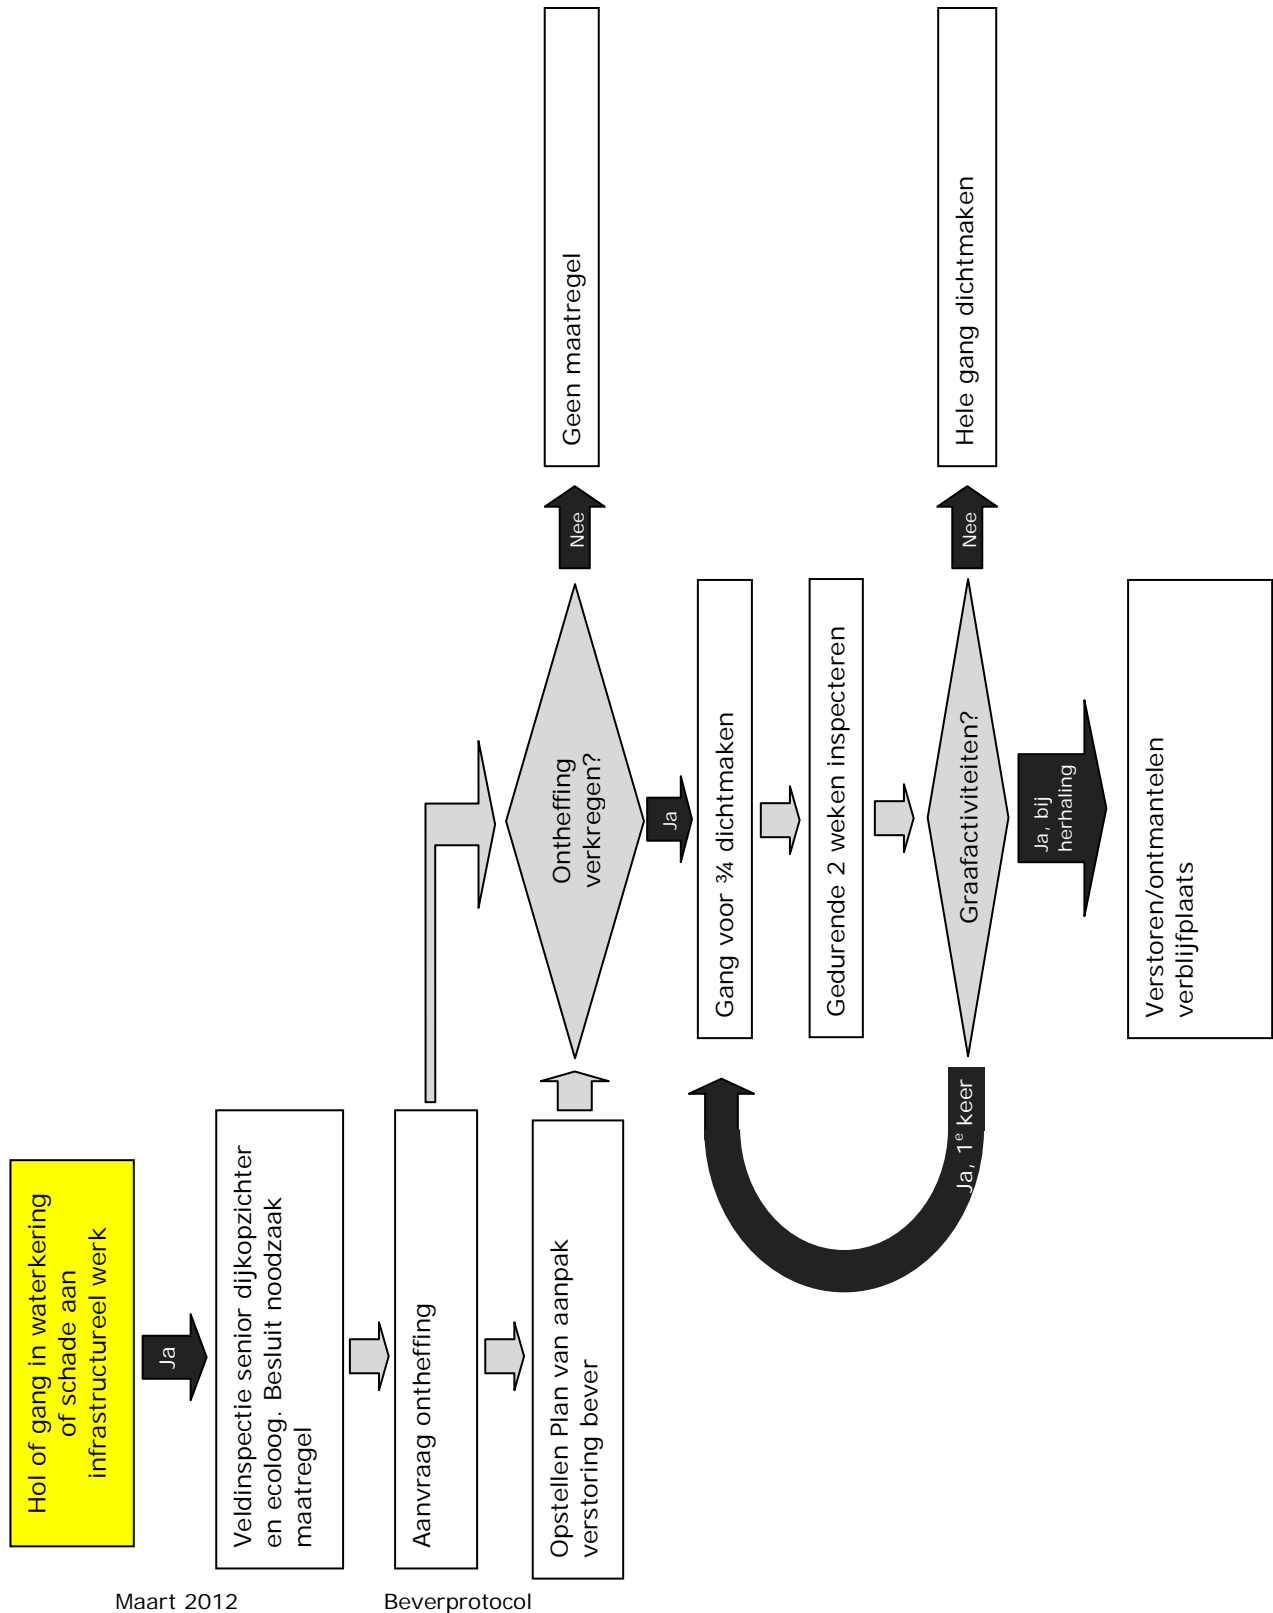 Hol of gang in waterkering
of schade aan
infrastructureel werk
Ja
Veldinspectie senior dijkopzichter
en ecoloog. Besluit noodzaak
maatregel
Aanvraag ontheffing
Opstellen Plan van aanpak
verstoring bever
Ontheffing
verkregen?
Nee
Geen maatregel
Ja
Gang voor ¾ dichtmaken
Gedurende 2 weken inspecteren
Graafactiviteiten?
Nee
Hele gang dichtmaken
Ja, 1e keer
Ja, bij
herhaling
Verstoren/ontmantelen
verblijfplaats
Maart 2012
Beverprotocol